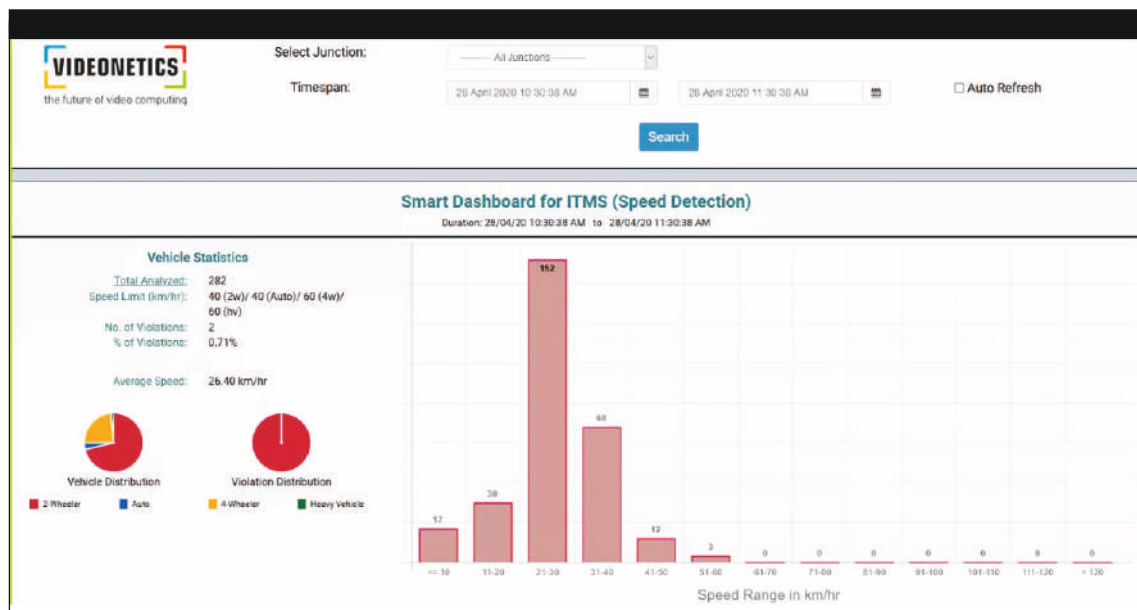 VIDEONETICS
the future of video computing
Select Junction:
All Junctions
Timespan:
28 April 2020 10:30:38 AM
28 April 2020 11:30:38 AM
Auto Refresh
Search
Smart Dashboard for ITMS (Speed Detection)
Duration: 28/04/20 10:30:38 AM to 28/04/20 11:30:38 AM
Vehicle Statistics
Total Analyzed: 282
Speed Limit (km/hr): 40 (2w)/ 40 (Auto)/ 60 (4w)/
60 (hv)
No. of Violations: 2
% of Violations: 0.71%
Average Speed: 26.40 km/hr
Vehicle Distribution
Violation Distribution
2-Wheeler
Auto
4-Wheeler
Heavy Vehicle
17
30
152
68
12
3
0
0
0
0
0
0
0
<= 10
11-20
21-30
31-40
41-50
51-60
61-70
71-80
81-90
91-100
101-110
111-120
> 120
Speed Range in km/hr